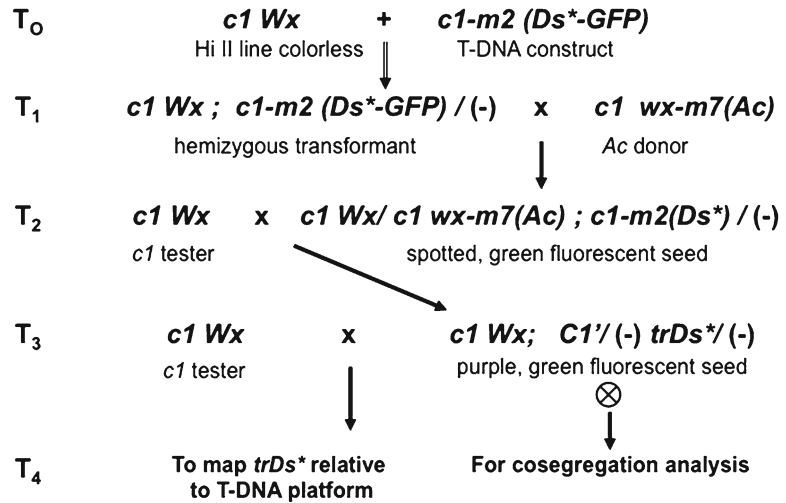 T0 c1 Wx + c1-m2 (Ds*-GFP)
Hi II line colorless T-DNA construct
T1 c1 Wx ; c1-m2 (Ds*-GFP) / (-) x c1 wx-m7(Ac)
hemizygous transformant Ac donor
T2 c1 Wx x c1 Wx/ c1 wx-m7(Ac) ; c1-m2(Ds*) / (-)
c1 tester spotted, green fluorescent seed
T3 c1 Wx x c1 Wx; C1'/ (-) trDs*/ (-)
c1 tester purple, green fluorescent seed
T4 To map trDs* relative For cosegregation analysis
to T-DNA platform